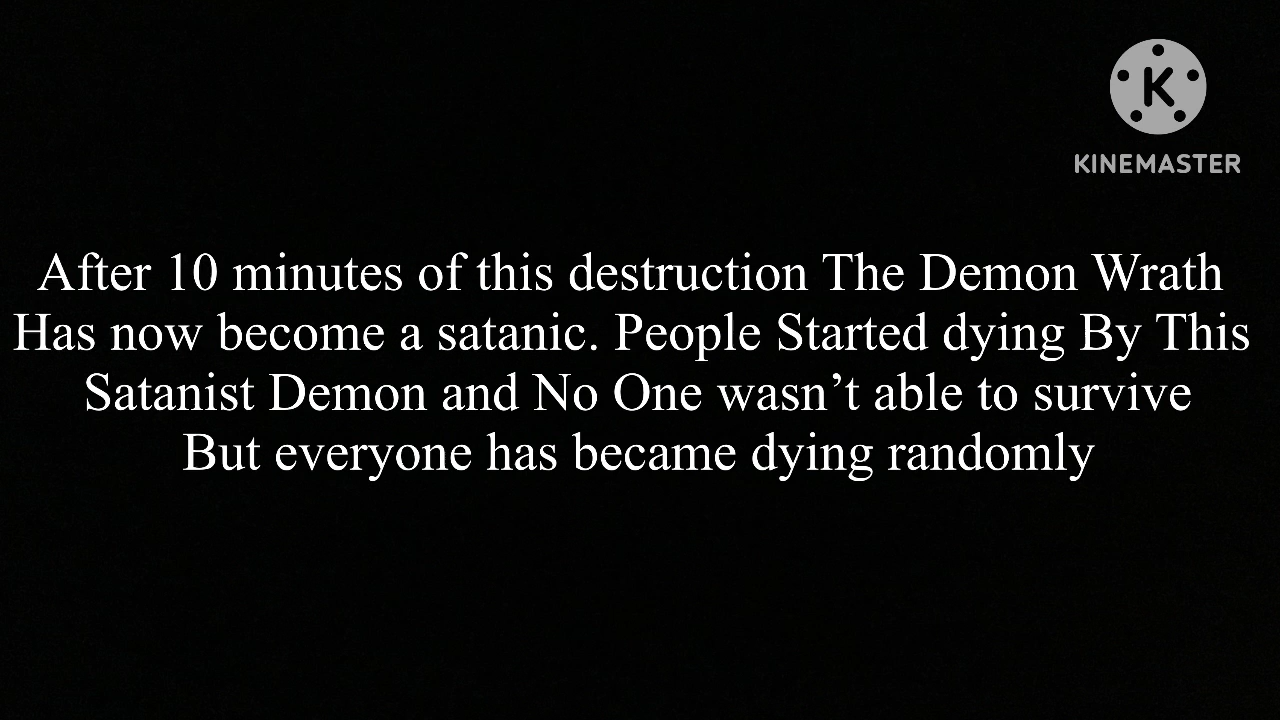 KINEMASTER
After 10 minutes of this destruction The Demon Wrath
Has now become a satanic. People Started dying By This
Satanist Demon and No One wasn’t able to survive
But everyone has became dying randomly